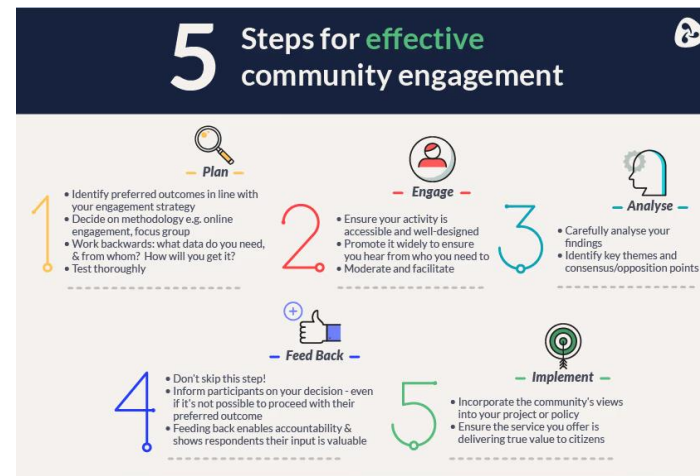 5 Steps for effective
community engagement
1
Plan
• Identify preferred outcomes in line with
your engagement strategy
• Decide on methodology e.g. online
engagement, focus group
• Work backwards: what data do you need,
& from whom? How will you get it?
• Test thoroughly
2
Engage
• Ensure your activity is
accessible and well-designed
• Promote it widely to ensure
you hear from who you need to
• Moderate and facilitate
3
Analyse
• Carefully analyse your
findings
• Identify key themes and
consensus/opposition points
4
Feed Back
• Don't skip this step!
• Inform participants on your decision - even
if it's not possible to proceed with their
preferred outcome
• Feeding back enables accountability &
shows respondents their input is valuable
5
Implement
• Incorporate the community's views
into your project or policy
• Ensure the service you offer is
delivering true value to citizens